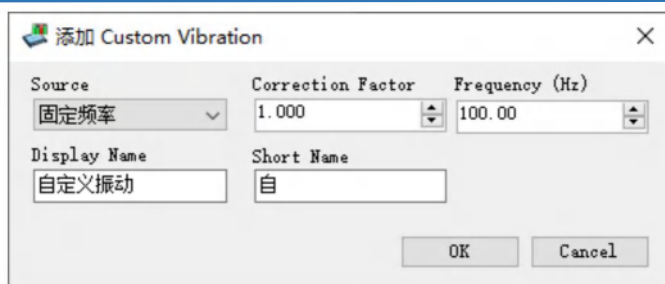 添加 Custom Vibration
Source Correction Factor Frequency (Hz)
固定频率 1.000 100.00
Display Name Short Name
自定义振动 自
OK Cancel